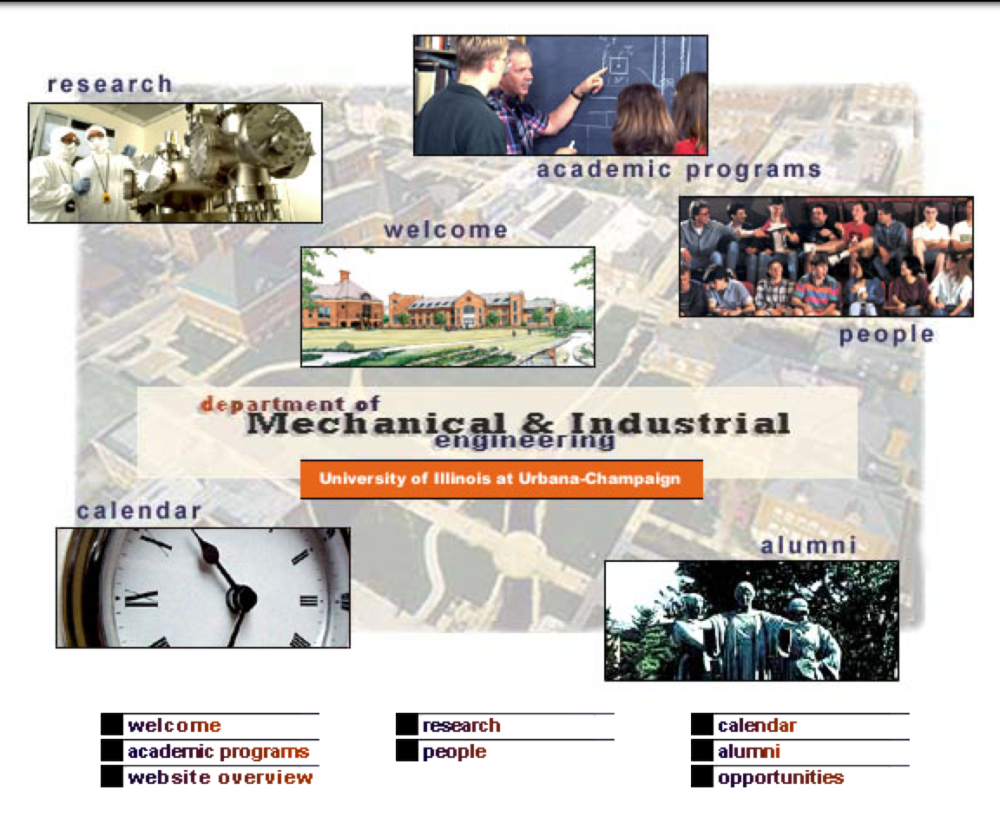 research
academic programs
welcome
people
department of
Mechanical & Industrial
engineering
University of Illinois at Urbana-Champaign
calendar
alumni
welcome
academic programs
website overview
research
people
calendar
alumni
opportunities